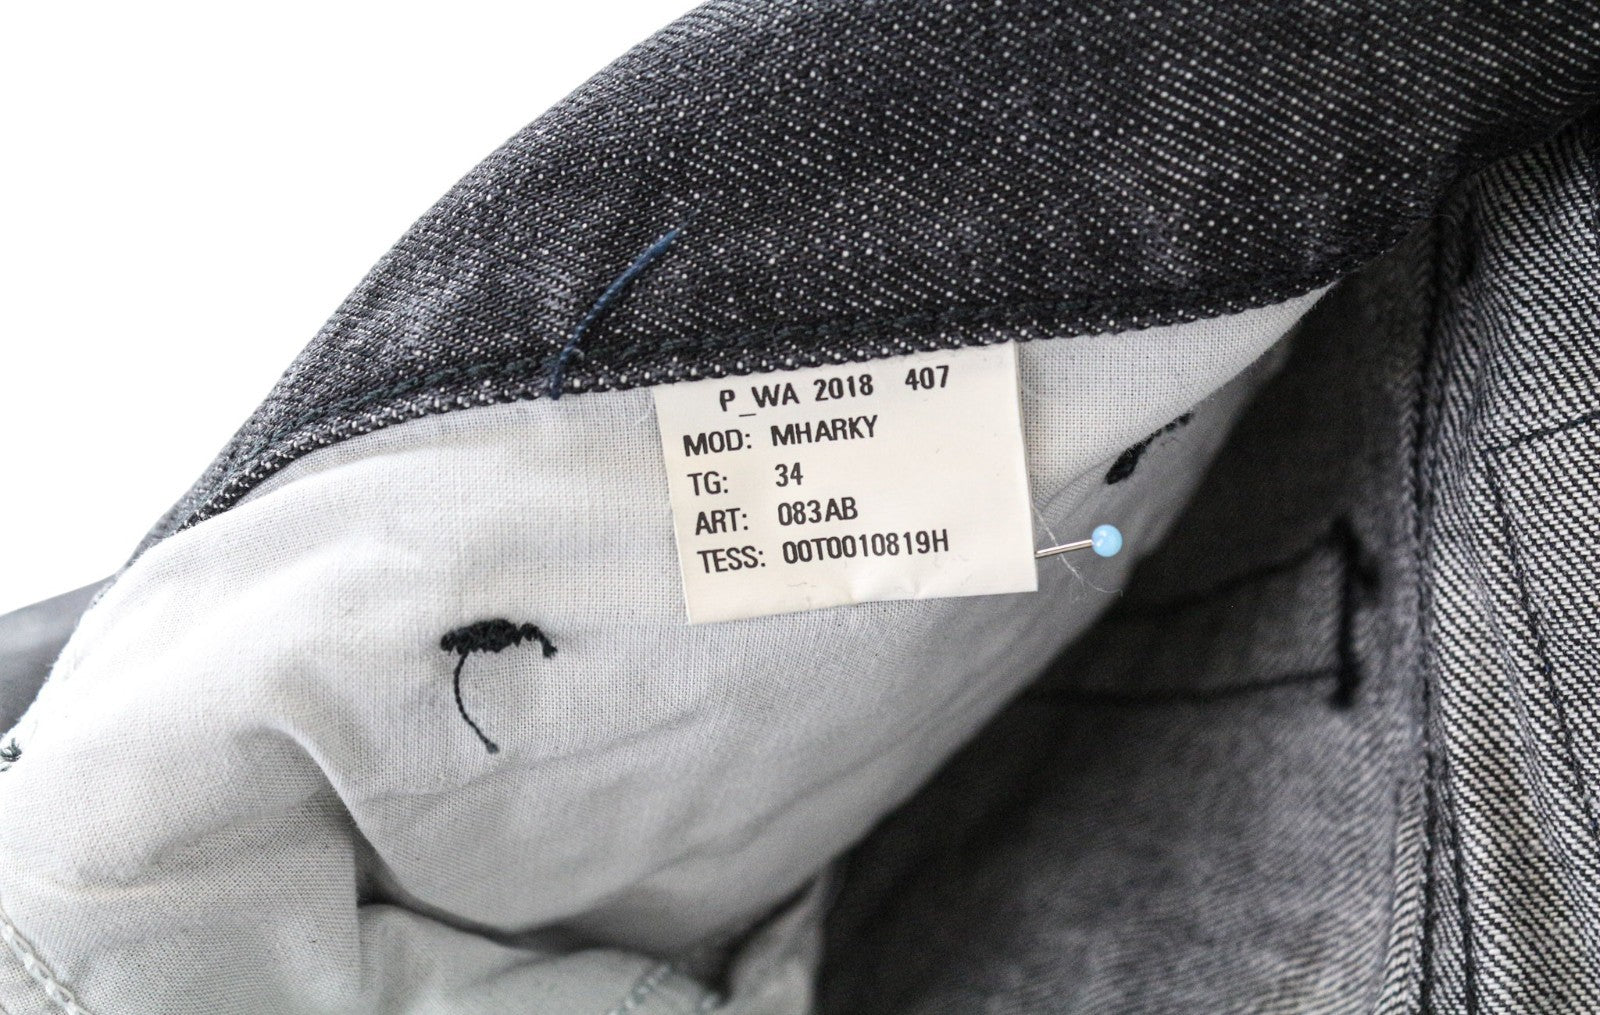 P_WA 2018 407
MOD: MHARKY
TG: 34
ART: 083AB
TESS: 00T0010819H